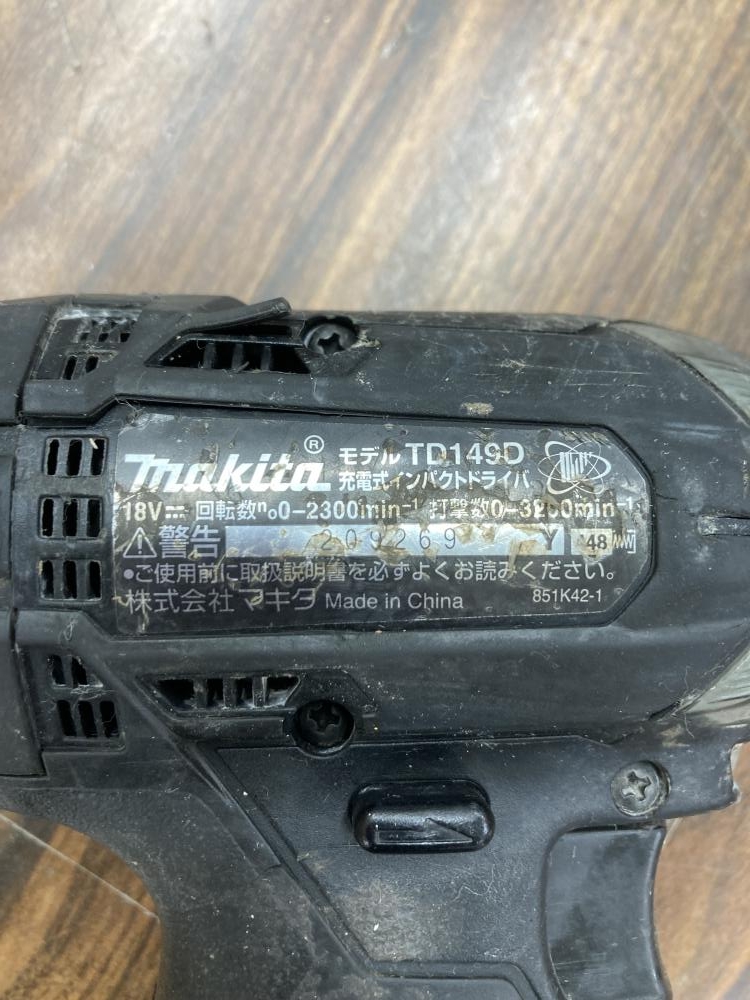 makita® モデル TD149D
充電式インパクトドライバ
18V 回転数n₀0-2300min⁻¹ 打撃数0-3200min⁻¹
⚠警告 209269 Y 48
●ご使用前に取扱説明書を必ずよくお読みください。
株式会社マキタ Made in China 851K42-1